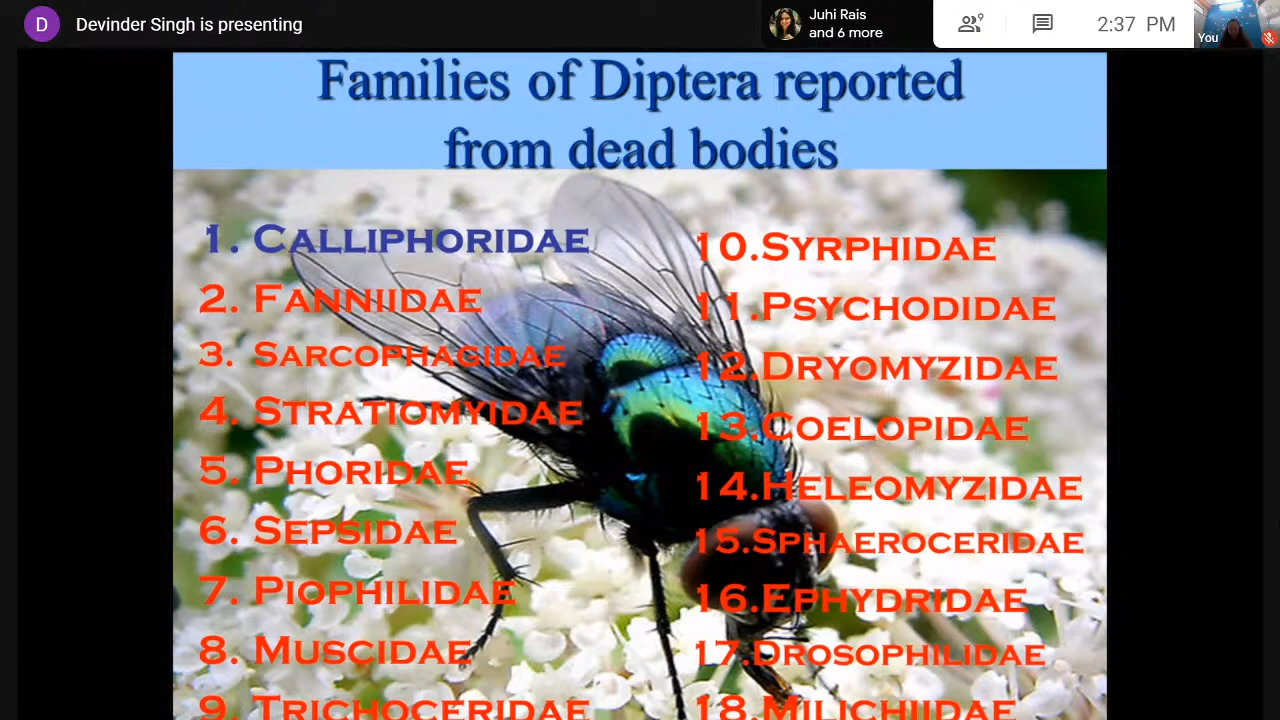 D
Devinder Singh is presenting
Juhi Rais
and 6 more
9
2:37 PM
You
Families of Diptera reported
from dead bodies
1. CALLIPHORIDAE
2. FANNIIDAE
3. SARCOPHAGIDAE
4. STRATIOMYIDAE
5. PHORIDAE
6. SEPSIDAE
7. PIOPHILIDAE
8. MUSCIDAE
9. TRICHOCERIDAE
10.SYRPHIDAE
11.PSYCHODIDAE
12.DRYOMYZIDAE
13.COELOPIDAE
14.HELEOMYZIDAE
15.SPHAEROCERIDAE
16.EPHYDRIDAE
17.DROSOPHILIDAE
18.MILICHIIDAE